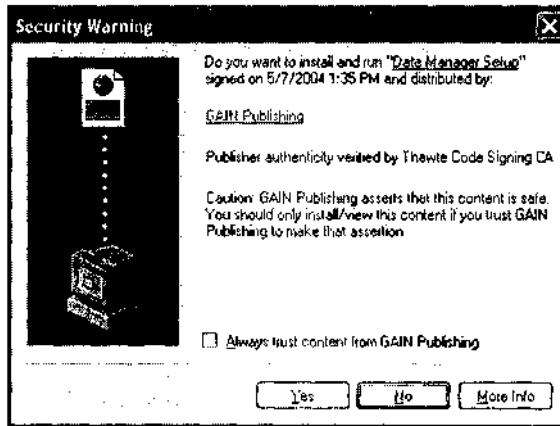 Security Warning
Do you want to install and run "Date Manager Setup"
signed on 5/7/2004 1:35 PM and distributed by:
GAIN Publishing
Publisher authenticity verified by Thawte Code Signing CA
Caution: GAIN Publishing asserts that this content is safe.
You should only install/view this content if you trust GAIN
Publishing to make that assertion.
Always trust content from GAIN Publishing
Yes
No
More Info